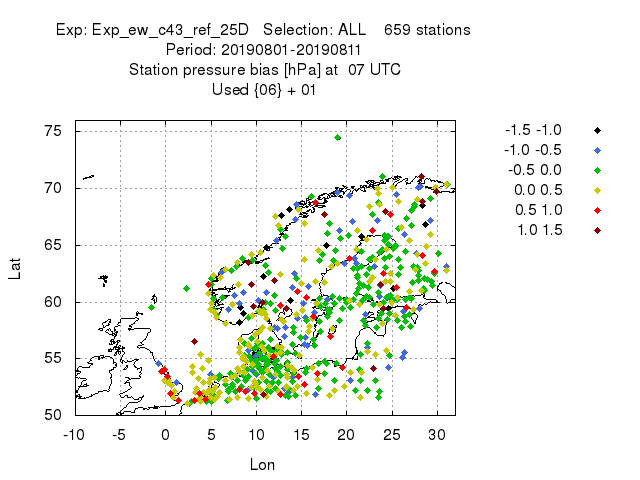 Exp: Exp_ew_c43_ref_25D   Selection: ALL    659 stations
Period: 20190801-20190811
Station pressure bias [hPa] at  07 UTC
Used {06} + 01
-1.5 -1.0
-1.0 -0.5
-0.5 0.0
0.0 0.5
0.5 1.0
1.0 1.5
75
70
65
60
55
50
Lat
-10 -5 0 5 10 15 20 25 30
Lon